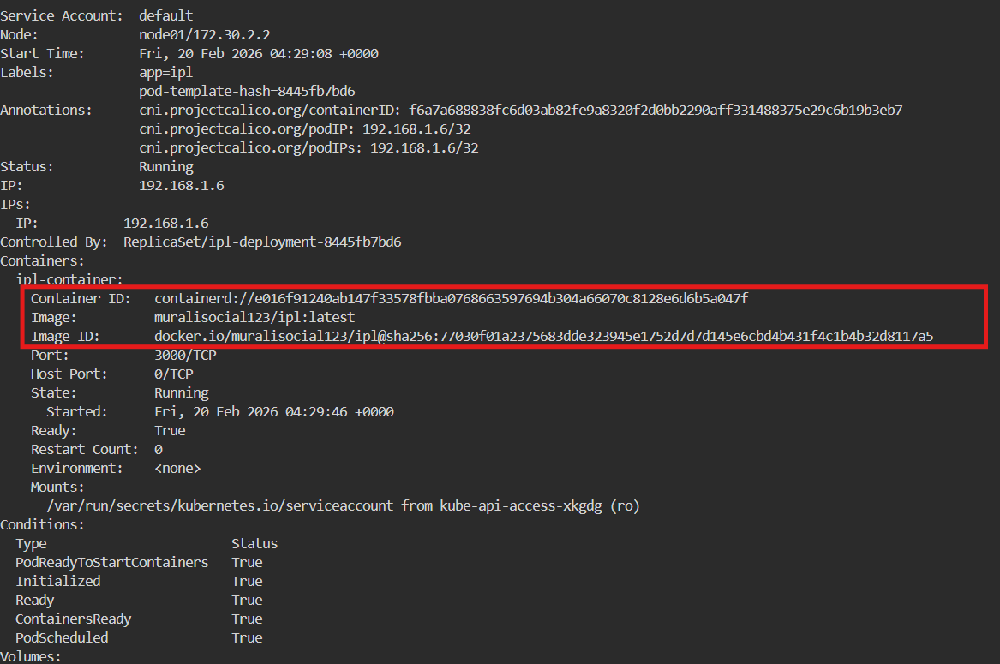 Service Account:  default
Node:             node01/172.30.2.2
Start Time:       Fri, 20 Feb 2026 04:29:08 +0000
Labels:           app=ipl
                  pod-template-hash=8445fb7bd6
Annotations:      cni.projectcalico.org/containerID: f6a7a688838fc6d03ab82fe9a8320f2d0bb2290aff331488375e29c6b19b3eb7
                  cni.projectcalico.org/podIP: 192.168.1.6/32
                  cni.projectcalico.org/podIPs: 192.168.1.6/32
Status:           Running
IP:               192.168.1.6
IPs:
  IP:           192.168.1.6
Controlled By:  ReplicaSet/ipl-deployment-8445fb7bd6
Containers:
  ipl-container:
    Container ID:   containerd://e016f91240ab147f33578fbba0768663597694b304a66070c8128e6d6b5a047f
    Image:          muralisocial123/ipl:latest
    Image ID:       docker.io/muralisocial123/ipl@sha256:77030f01a2375683dde323945e1752d7d7d145e6cbd4b431f4c1b4b32d8117a5
    Port:           3000/TCP
    Host Port:      0/TCP
    State:          Running
      Started:      Fri, 20 Feb 2026 04:29:46 +0000
    Ready:          True
    Restart Count:  0
    Environment:    <none>
    Mounts:
      /var/run/secrets/kubernetes.io/serviceaccount from kube-api-access-xkgdg (ro)
Conditions:
  Type                        Status
  PodReadyToStartContainers   True
  Initialized                 True
  Ready                       True
  ContainersReady             True
  PodScheduled                True
Volumes: